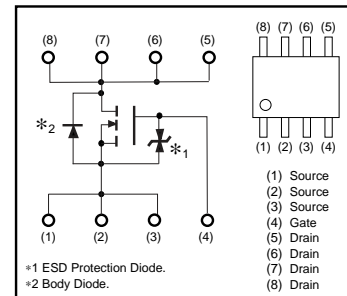 (8) (7) (6) (5)
∗2
∗1
(1) (2) (3) (4)
∗1 ESD Protection Diode.
∗2 Body Diode.
(8) (7) (6) (5)
(1) (2) (3) (4)
(1) Source
(2) Source
(3) Source
(4) Gate
(5) Drain
(6) Drain
(7) Drain
(8) Drain